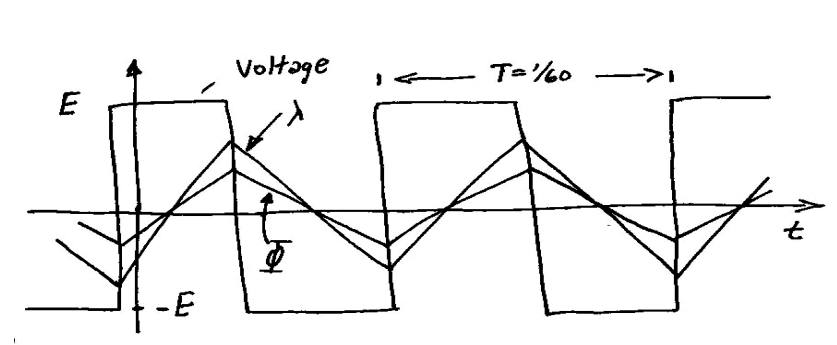 Voltage
T=1/60
E
λ
Φ
t
-E